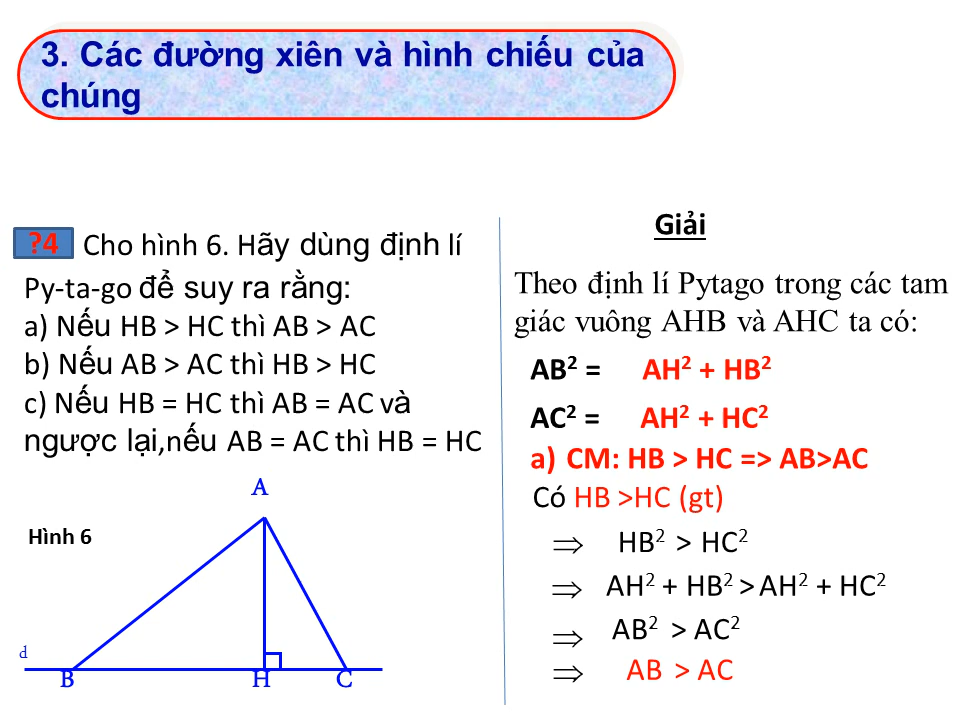 3. Các đường xiên và hình chiếu của
chúng
?4 Cho hình 6. Hãy dùng định lí
Py-ta-go để suy ra rằng:
a) Nếu HB > HC thì AB > AC
b) Nếu AB > AC thì HB > HC
c) Nếu HB = HC thì AB = AC và
ngược lại,nếu AB = AC thì HB = HC
Hình 6
A
d
B
H
C
Giải
Theo định lí Pytago trong các tam
giác vuông AHB và AHC ta có:
AB² = AH² + HB²
AC² = AH² + HC²
a) CM: HB > HC => AB>AC
Có HB >HC (gt)
⇒ HB² > HC²
⇒ AH² + HB² > AH² + HC²
⇒ AB² > AC²
⇒ AB > AC